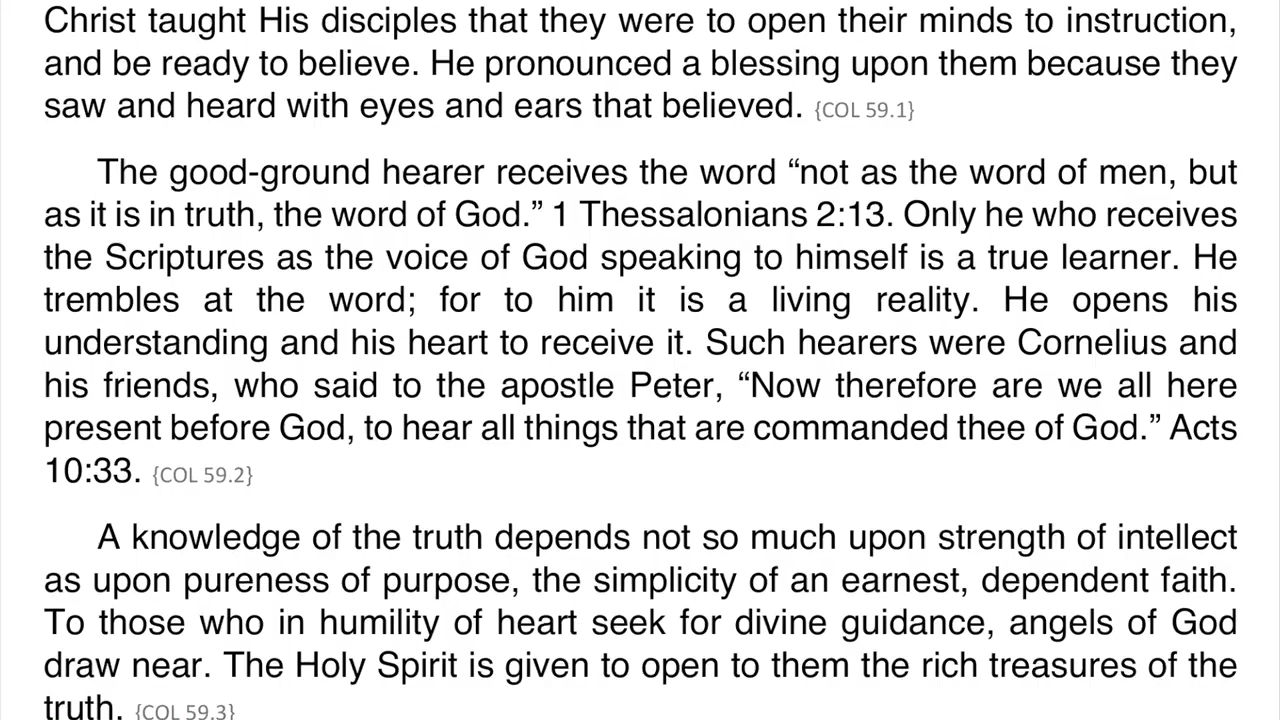 Christ taught His disciples that they were to open their minds to instruction,
and be ready to believe. He pronounced a blessing upon them because they
saw and heard with eyes and ears that believed. {COL 59.1}
The good-ground hearer receives the word “not as the word of men, but
as it is in truth, the word of God.” 1 Thessalonians 2:13. Only he who receives
the Scriptures as the voice of God speaking to himself is a true learner. He
trembles at the word; for to him it is a living reality. He opens his
understanding and his heart to receive it. Such hearers were Cornelius and
his friends, who said to the apostle Peter, “Now therefore are we all here
present before God, to hear all things that are commanded thee of God.” Acts
10:33. {COL 59.2}
A knowledge of the truth depends not so much upon strength of intellect
as upon pureness of purpose, the simplicity of an earnest, dependent faith.
To those who in humility of heart seek for divine guidance, angels of God
draw near. The Holy Spirit is given to open to them the rich treasures of the
truth. {COL 59.3}